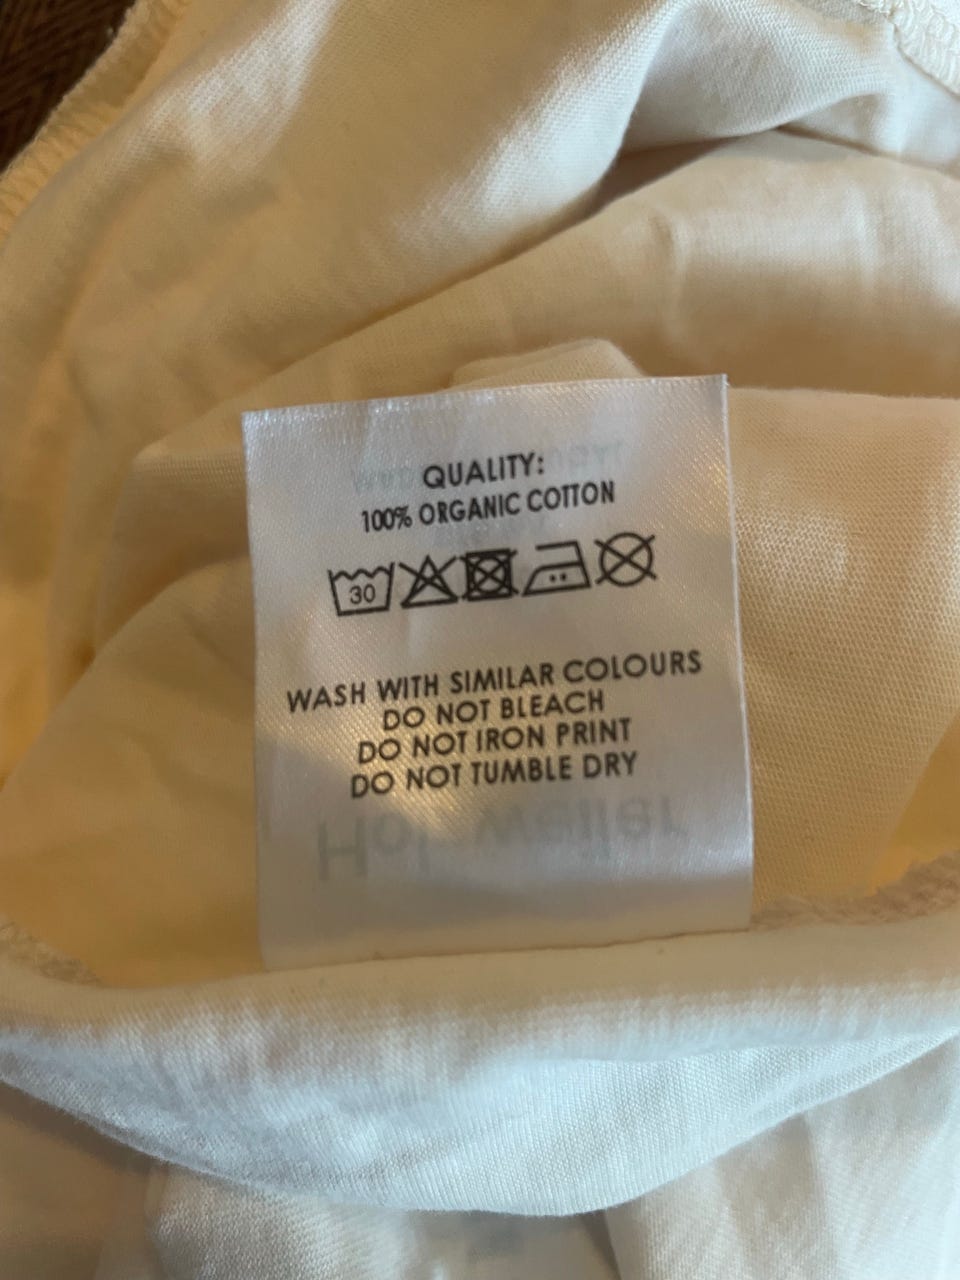 QUALITY:
100% ORGANIC COTTON
30
WASH WITH SIMILAR COLOURS
DO NOT BLEACH
DO NOT IRON PRINT
DO NOT TUMBLE DRY